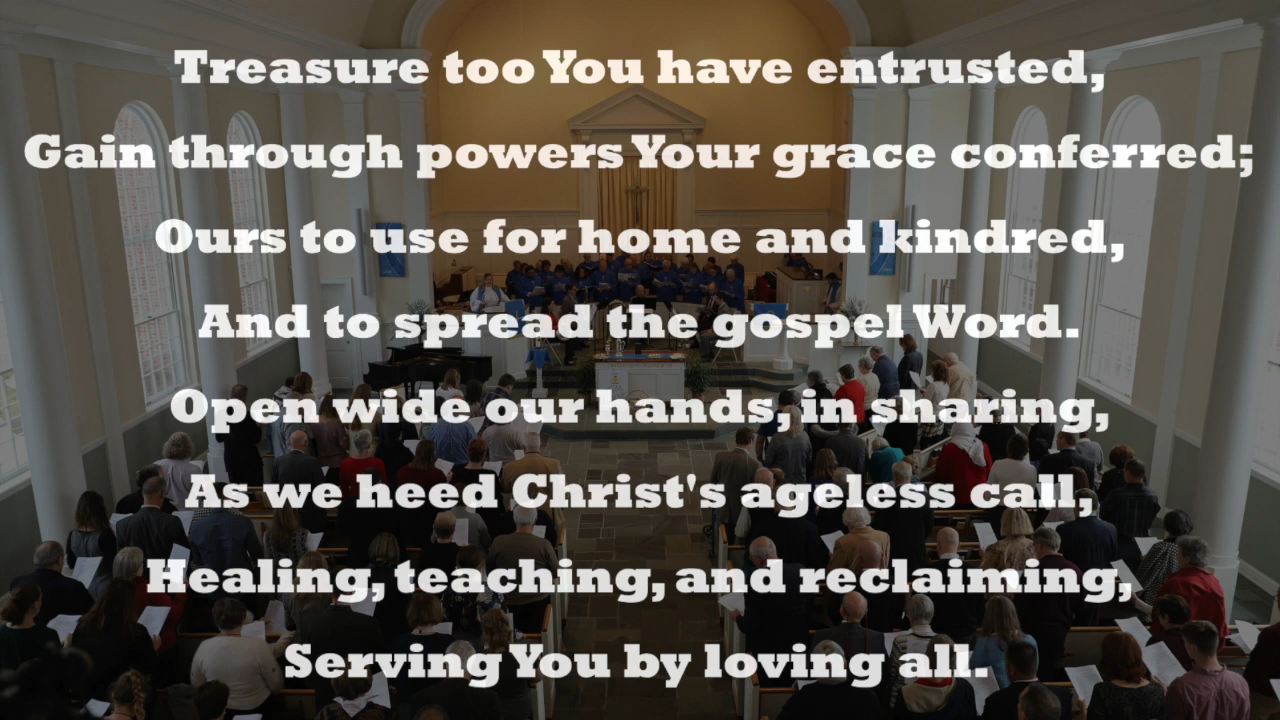 Treasure too You have entrusted,
Gain through powers Your grace conferred;
Ours to use for home and kindred,
And to spread the gospel Word.
Open wide our hands, in sharing,
As we heed Christ's ageless call,
Healing, teaching, and reclaiming,
Serving You by loving all.